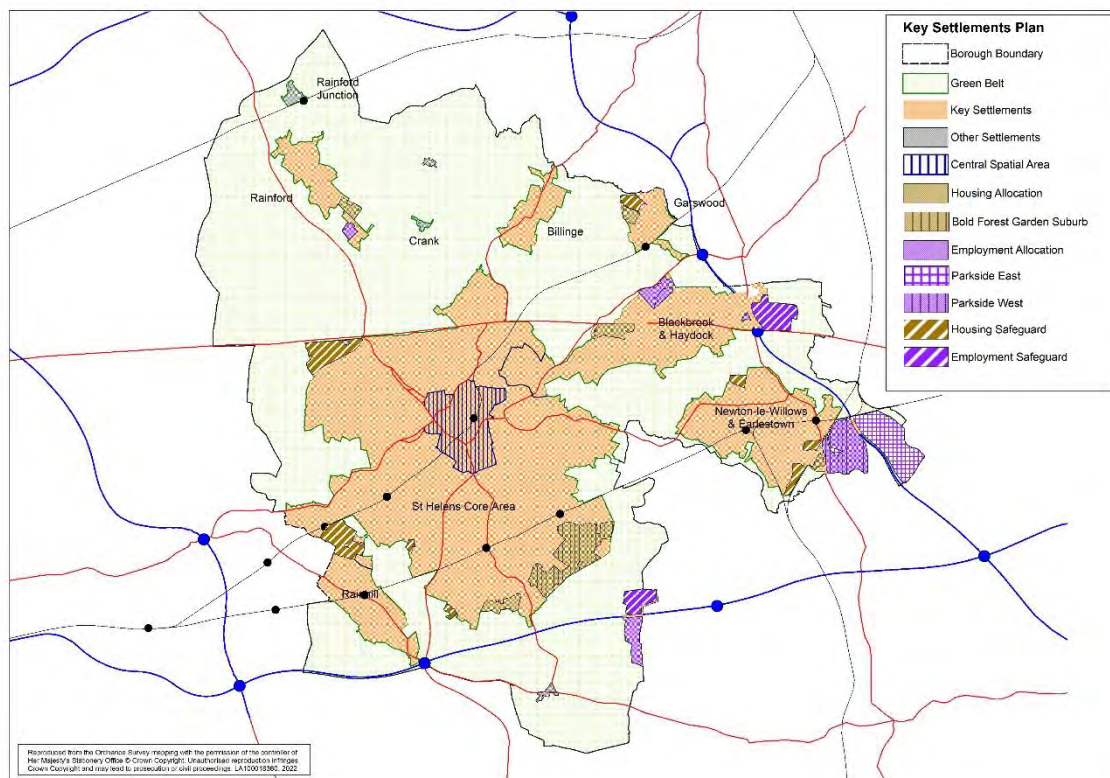 Key Settlements Plan
Borough Boundary
Green Belt
Key Settlements
Other Settlements
Central Spatial Area
Housing Allocation
Bold Forest Garden Suburb
Employment Allocation
Parkside East
Parkside West
Housing Safeguard
Employment Safeguard
Rainford
Junction
Rainford
Crank
Billinge
Garswood
Blackbrook
& Haydock
Newton-le-Willows
& Earlestown
St Helens Core Area
Rainhill
Reproduced from the Ordnance Survey mapping with the permission of the controller of
Her Majesty's Stationery Office © Crown Copyright. Unauthorised reproduction infringes
Crown Copyright and may lead to prosecution or civil proceedings. LA100018360, 2022